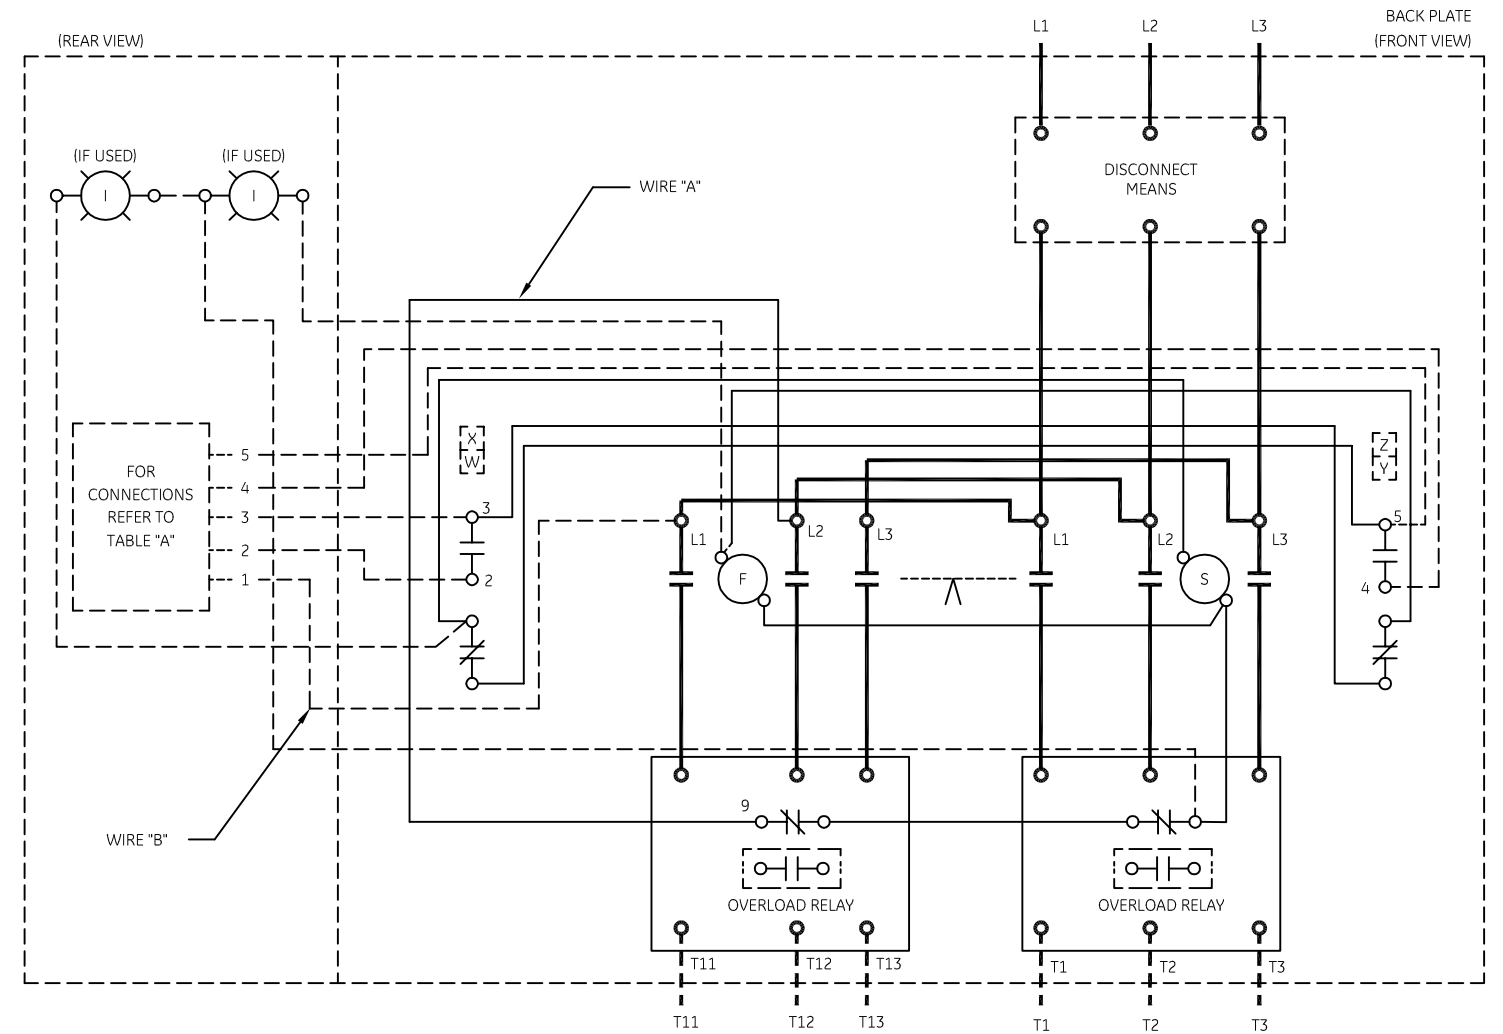 BACK PLATE
(REAR VIEW)
L1 L2 L3
(FRONT VIEW)
(IF USED) (IF USED)
I I
DISCONNECT
MEANS
WIRE "A"
X
W
Z
Y
FOR
CONNECTIONS
REFER TO
TABLE "A"
5
4
3
2
1
3
2
5
4
L1 L2 L3 L1 L2 L3
F S
WIRE "B"
9
OVERLOAD RELAY OVERLOAD RELAY
T11 T12 T13 T1 T2 T3
T11 T12 T13 T1 T2 T3